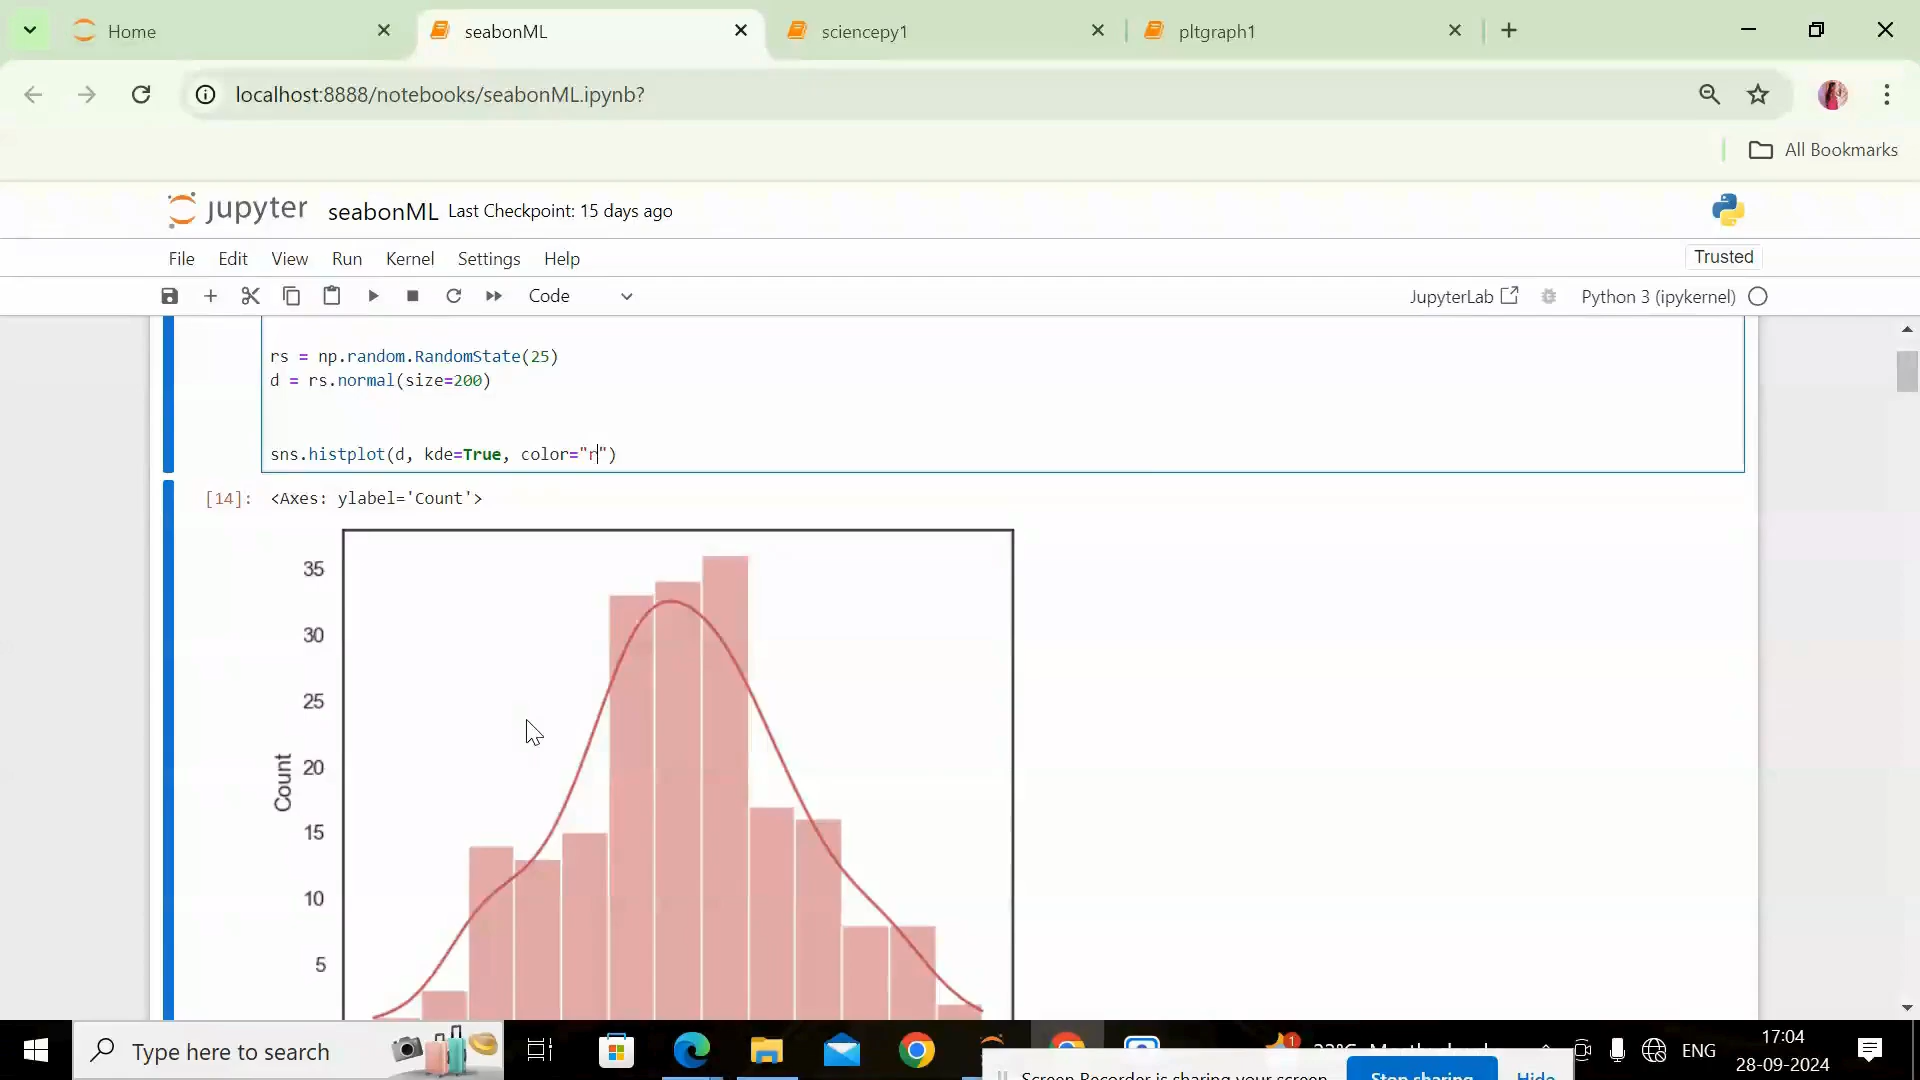 Home
seabonML
sciencepy1
pltgraph1
localhost:8888/notebooks/seabonML.ipynb?
All Bookmarks
jupyter seabonML Last Checkpoint: 15 days ago
File Edit View Run Kernel Settings Help
Trusted
Code
JupyterLab
Python 3 (ipykernel)
rs = np.random.RandomState(25)
d = rs.normal(size=200)
sns.histplot(d, kde=True, color="r")
[14]: <Axes: ylabel='Count'>
35
30
25
20
15
10
5
Count
Type here to search
1
ENG
17:04
28-09-2024
Screen Recorder is sharing your screen.
Stop sharing
Hide